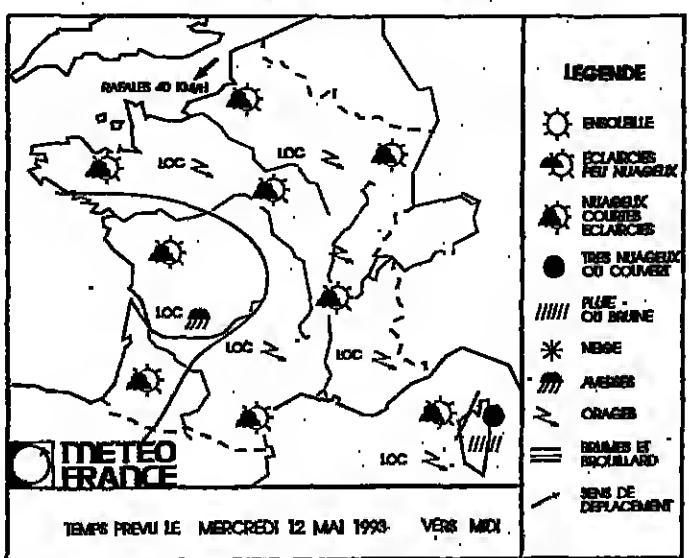 RAFALES 40 KM/H
LOC
LOC
LOC
LOC
LOC
LOC
METEO
FRANCE
TEMPS PREVU LE MERCREDI 12 MAI 1993 VERS MIDI
LÉGENDE
ENSOLEILLE
ECLAIRCIES
PEU NUAGEUX
NUAGEUX
COURTES
ECLAIRCIES
TRES NUAGEUX
OU COUVERT
PLUIE
OU BRUINE
NEIGE
AVERSES
ORAGES
BRUMES ET
BROUILLARD
SENS DE
DEPLACEMENT